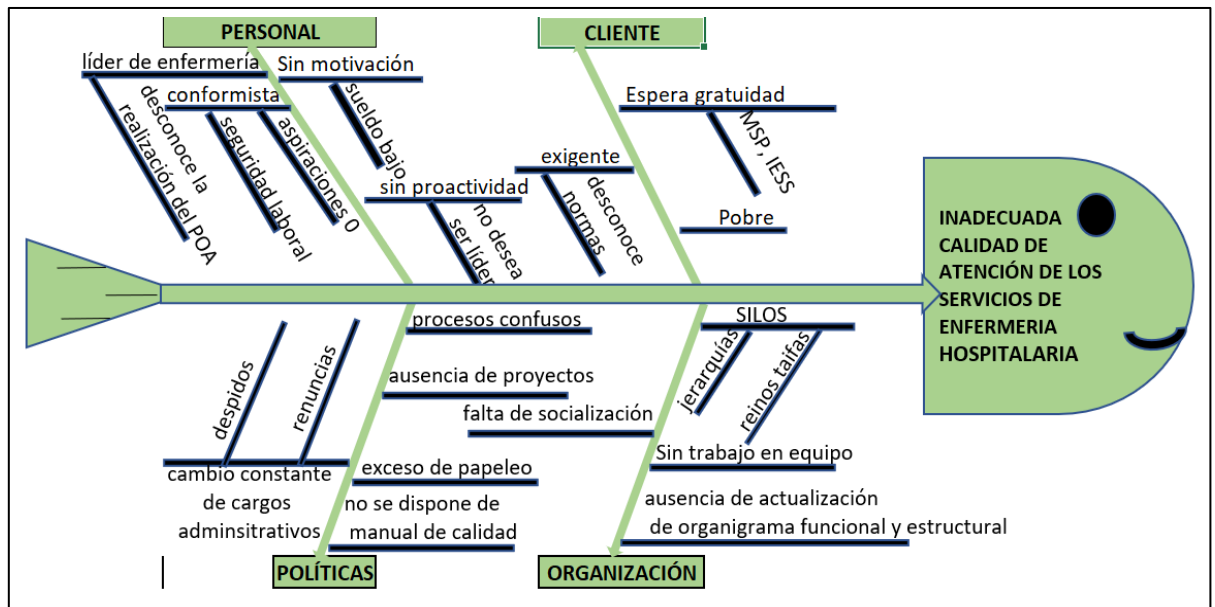 PERSONAL
CLIENTE
líder de enfermería
desconoce la
realización del POA
conformista
seguridad laboral
aspiraciones 0
Sin motivación
sueldo bajo
sin proactividad
no desea
ser líder
exigente
desconoce
normas
Espera gratuidad
MSP , IESS
Pobre
INADECUADA
CALIDAD DE
ATENCIÓN DE LOS
SERVICIOS DE
ENFERMERIA
HOSPITALARIA
procesos confusos
ausencia de proyectos
despidos
renuncias
cambio constante
de cargos
adminsitrativos
exceso de papeleo
no se dispone de
manual de calidad
SILOS
jerarquías
reinos taifas
falta de socialización
Sin trabajo en equipo
ausencia de actualización
de organigrama funcional y estructural
POLÍTICAS
ORGANIZACIÓN